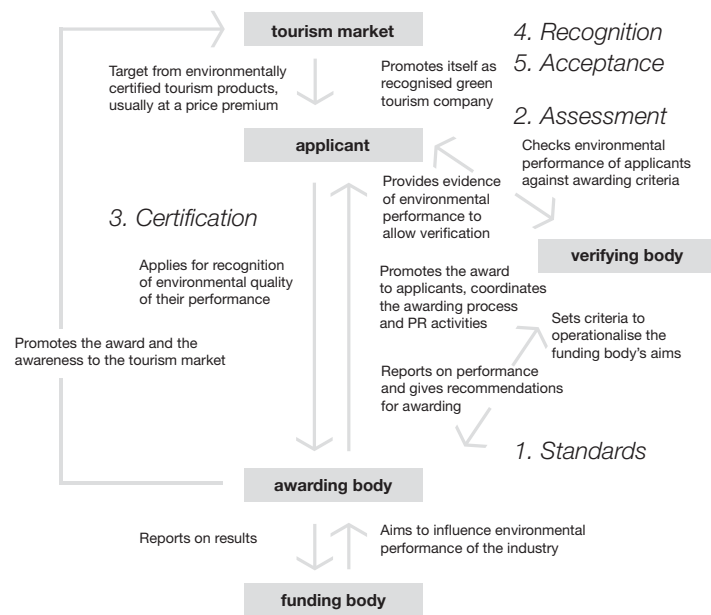 tourism market
4. Recognition
5. Acceptance
Target from environmentally
certified tourism products,
usually at a price premium
Promotes itself as
recognised green
tourism company
2. Assessment
Checks environmental
performance of applicants
against awarding criteria
applicant
Provides evidence
of environmental
performance to
allow verification
3. Certification
Applies for recognition
of environmental quality
of their performance
verifying body
Promotes the award
to applicants, coordinates
the awarding process
and PR activities
Sets criteria to
operationalise the
funding body's aims
Promotes the award and the
awareness to the tourism market
Reports on performance
and gives recommendations
for awarding
1. Standards
awarding body
Reports on results
Aims to influence environmental
performance of the industry
funding body